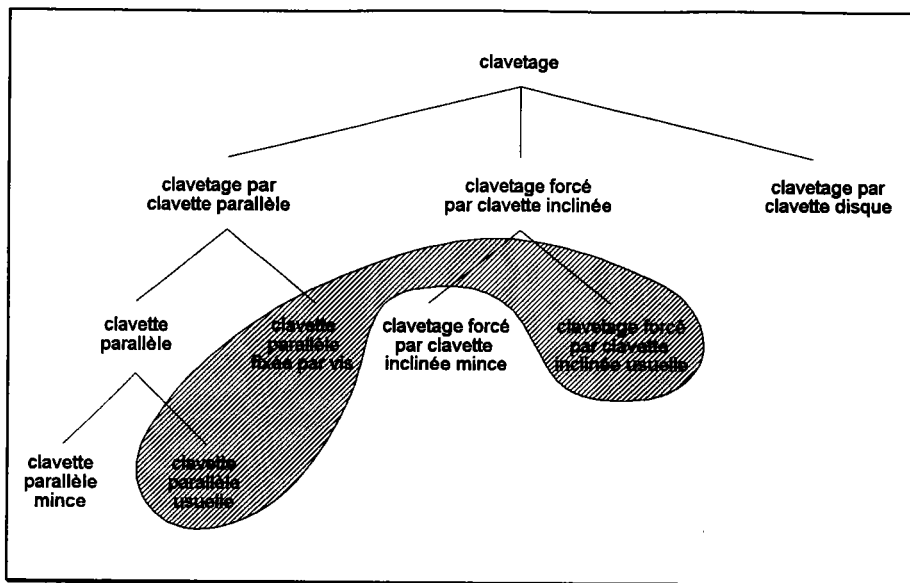 clavetage
clavetage par
clavette parallèle
clavetage forcé
par clavette inclinée
clavetage par
clavette disque
clavette
parallèle
clavette
parallèle
fixée par vis
clavetage forcé
par clavette
inclinée mince
clavetage forcé
par clavette
inclinée usuelle
clavette
parallèle
mince
clavette
parallèle
usuelle